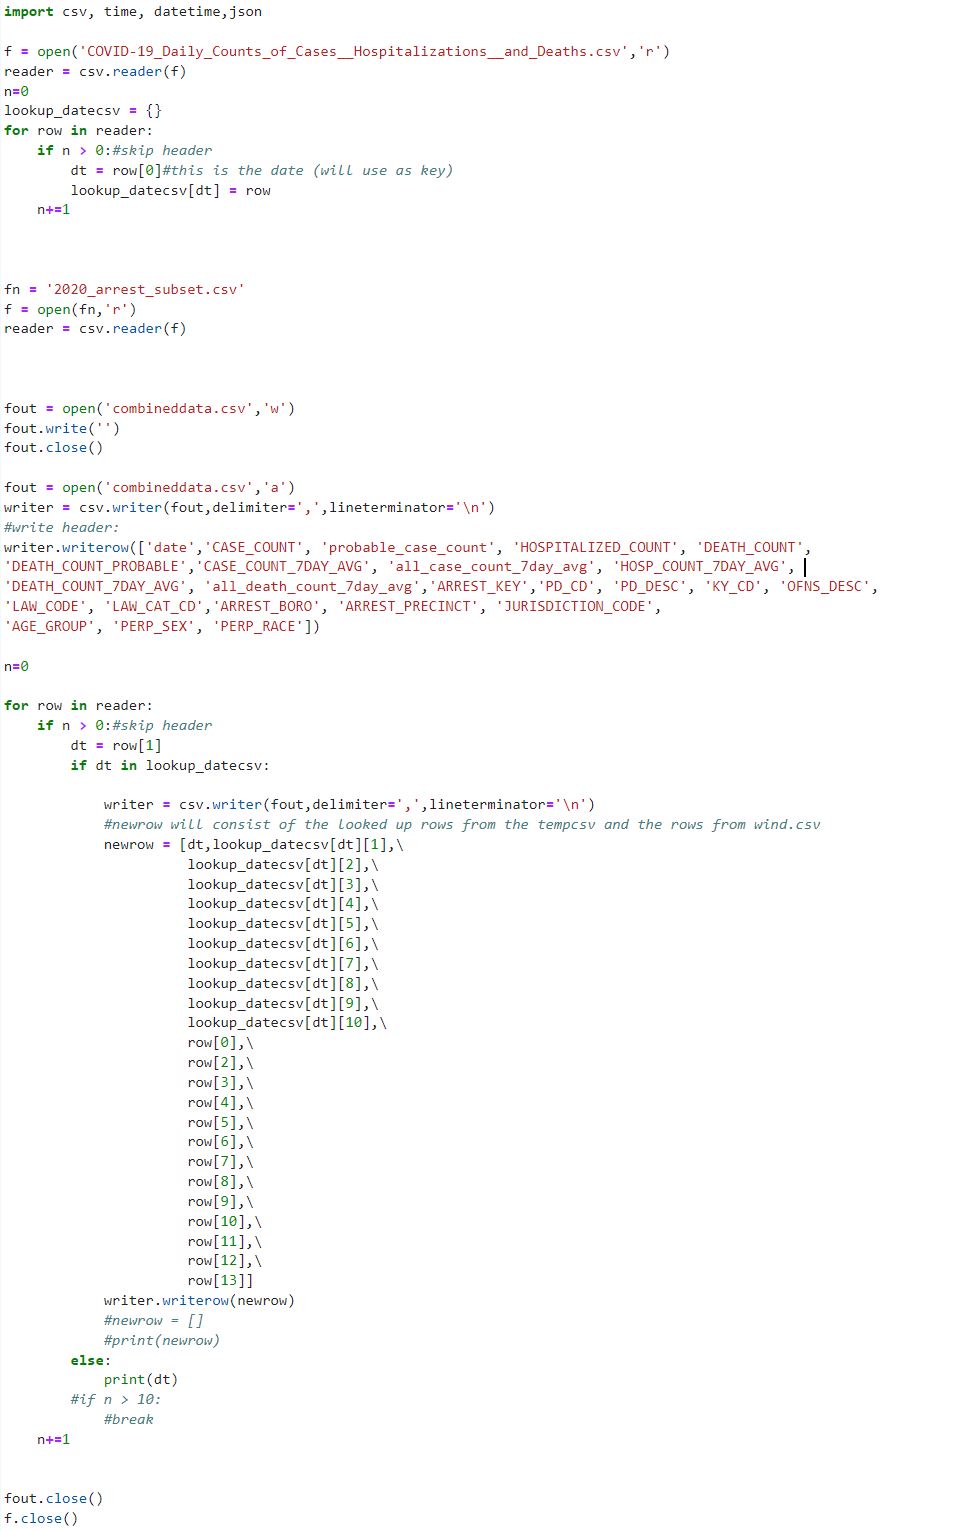 import csv, time, datetime,json
f = open('COVID-19_Daily_Counts_of_Cases__Hospitalizations__and_Deaths.csv','r')
reader = csv.reader(f)
n=0
lookup_datecsv = {}
for row in reader:
    if n > 0:#skip header
        dt = row[0]#this is the date (will use as key)
        lookup_datecsv[dt] = row
    n+=1
fn = '2020_arrest_subset.csv'
f = open(fn,'r')
reader = csv.reader(f)
fout = open('combineddata.csv','w')
fout.write('')
fout.close()
fout = open('combineddata.csv','a')
writer = csv.writer(fout,delimiter=',',lineterminator='\n')
#write header:
writer.writerow(['date','CASE_COUNT', 'probable_case_count', 'HOSPITALIZED_COUNT', 'DEATH_COUNT',
'DEATH_COUNT_PROBABLE','CASE_COUNT_7DAY_AVG', 'all_case_count_7day_avg', 'HOSP_COUNT_7DAY_AVG',
'DEATH_COUNT_7DAY_AVG', 'all_death_count_7day_avg','ARREST_KEY','PD_CD', 'PD_DESC', 'KY_CD', 'OFNS_DESC',
'LAW_CODE', 'LAW_CAT_CD','ARREST_BORO', 'ARREST_PRECINCT', 'JURISDICTION_CODE',
'AGE_GROUP', 'PERP_SEX', 'PERP_RACE'])
n=0
for row in reader:
    if n > 0:#skip header
        dt = row[1]
        if dt in lookup_datecsv:
            writer = csv.writer(fout,delimiter=',',lineterminator='\n')
            #newrow will consist of the looked up rows from the tempcsv and the rows from wind.csv
            newrow = [dt,lookup_datecsv[dt][1],\
                      lookup_datecsv[dt][2],\
                      lookup_datecsv[dt][3],\
                      lookup_datecsv[dt][4],\
                      lookup_datecsv[dt][5],\
                      lookup_datecsv[dt][6],\
                      lookup_datecsv[dt][7],\
                      lookup_datecsv[dt][8],\
                      lookup_datecsv[dt][9],\
                      lookup_datecsv[dt][10],\
                      row[0],\
                      row[2],\
                      row[3],\
                      row[4],\
                      row[5],\
                      row[6],\
                      row[7],\
                      row[8],\
                      row[9],\
                      row[10],\
                      row[11],\
                      row[12],\
                      row[13]]
            writer.writerow(newrow)
            #newrow = []
            #print(newrow)
        else:
            print(dt)
        #if n > 10:
            #break
    n+=1
fout.close()
f.close()